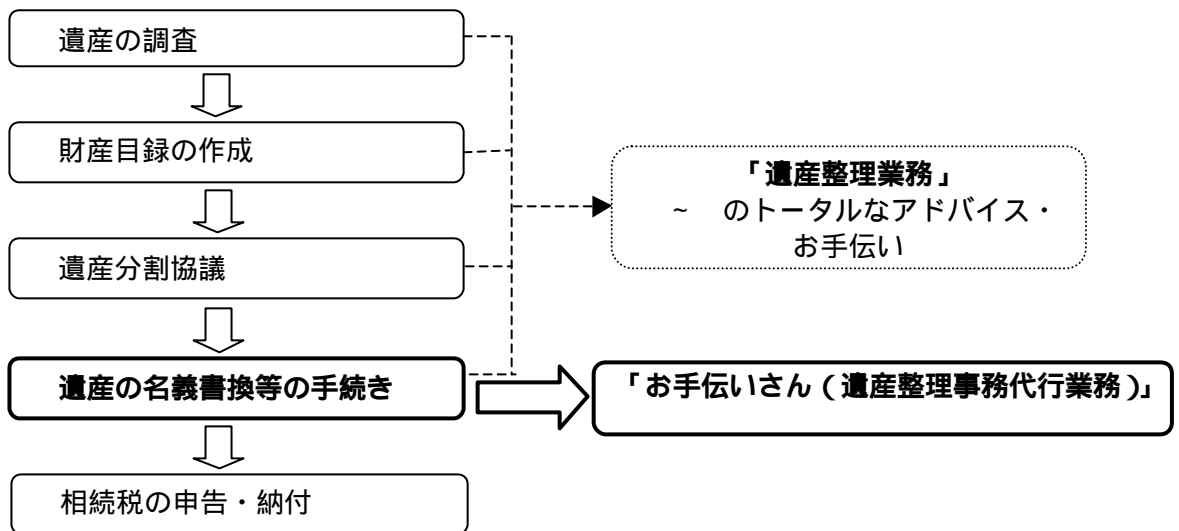 遺産の調査
財産目録の作成
遺産分割協議
遺産の名義書換等の手続き
相続税の申告・納付
「遺産整理業務」
~ のトータルなアドバイス・
お手伝い
「お手伝いさん(遺産整理事務代行業務)」